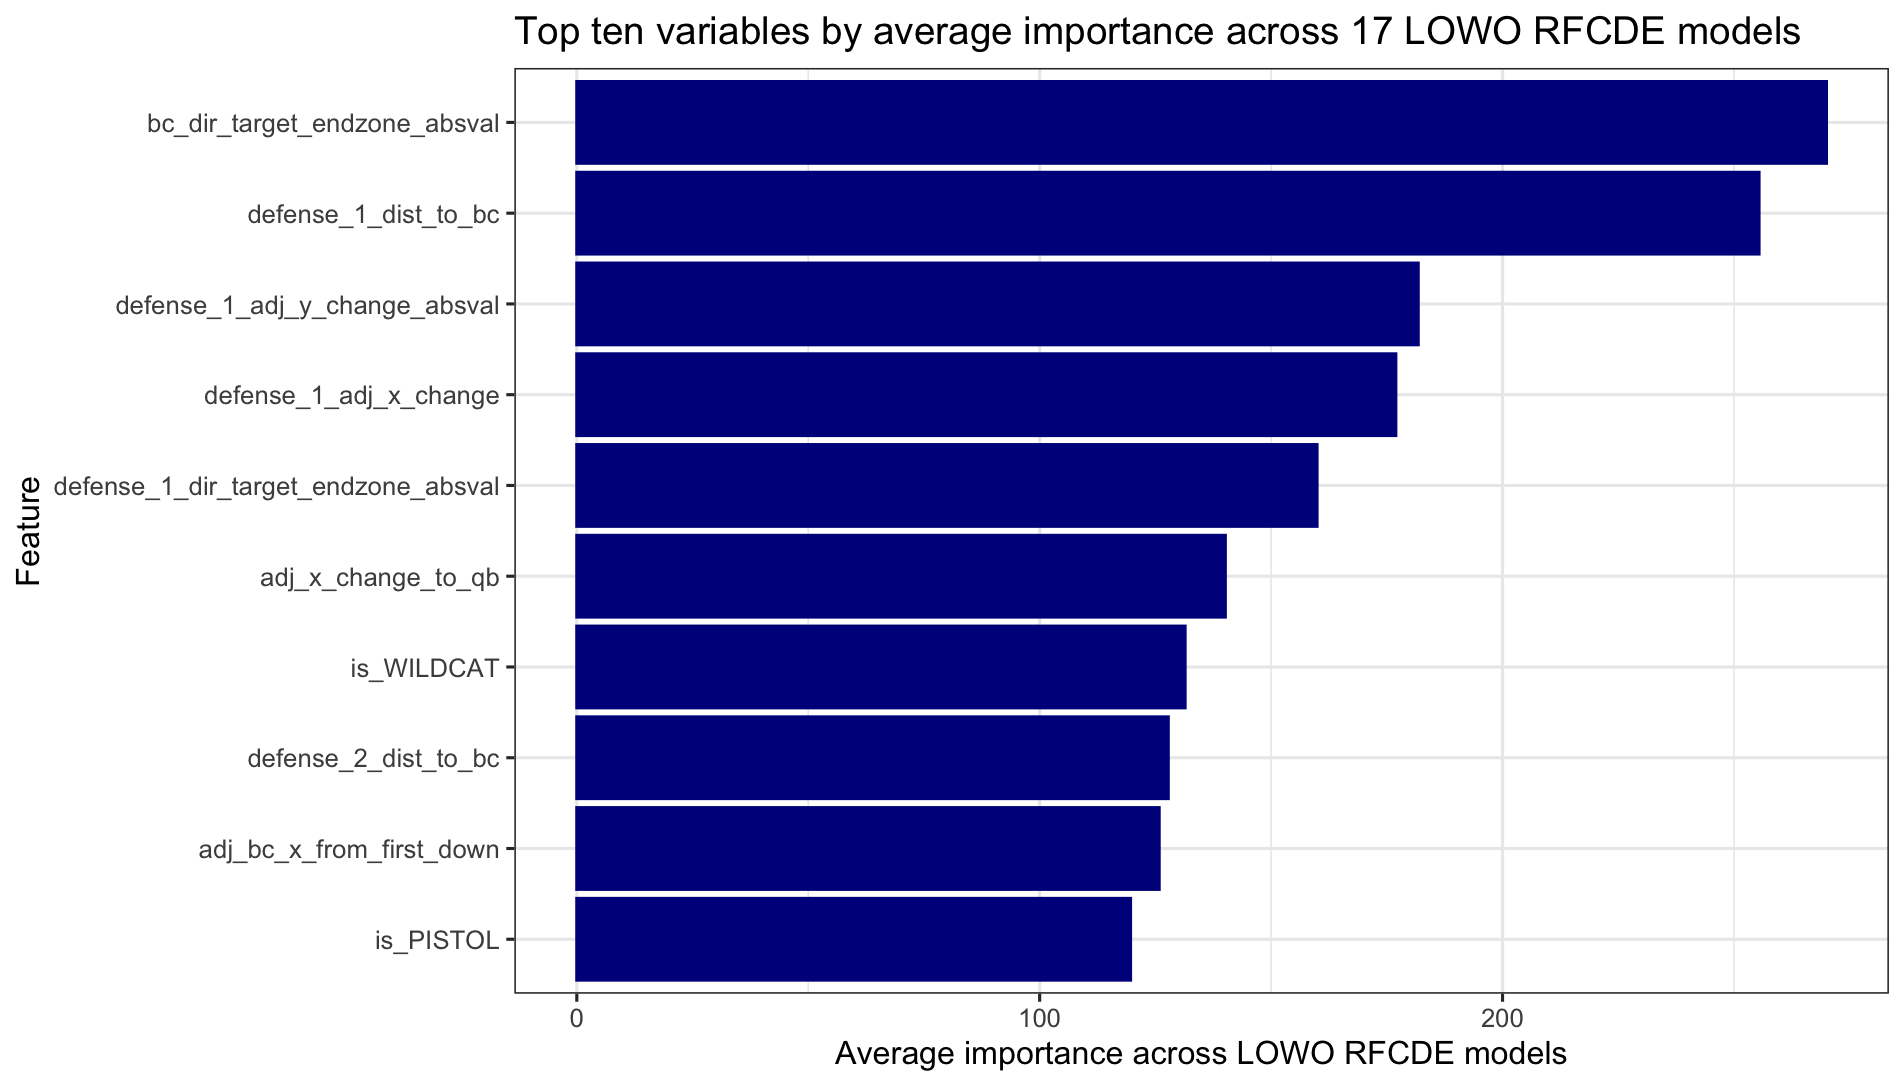 Top ten variables by average importance across 17 LOWO RFCDE models
Feature
bc_dir_target_endzone_absval
defense_1_dist_to_bc
defense_1_adj_y_change_absval
defense_1_adj_x_change
defense_1_dir_target_endzone_absval
adj_x_change_to_qb
is_WILDCAT
defense_2_dist_to_bc
adj_bc_x_from_first_down
is_PISTOL
0 100 200
Average importance across LOWO RFCDE models